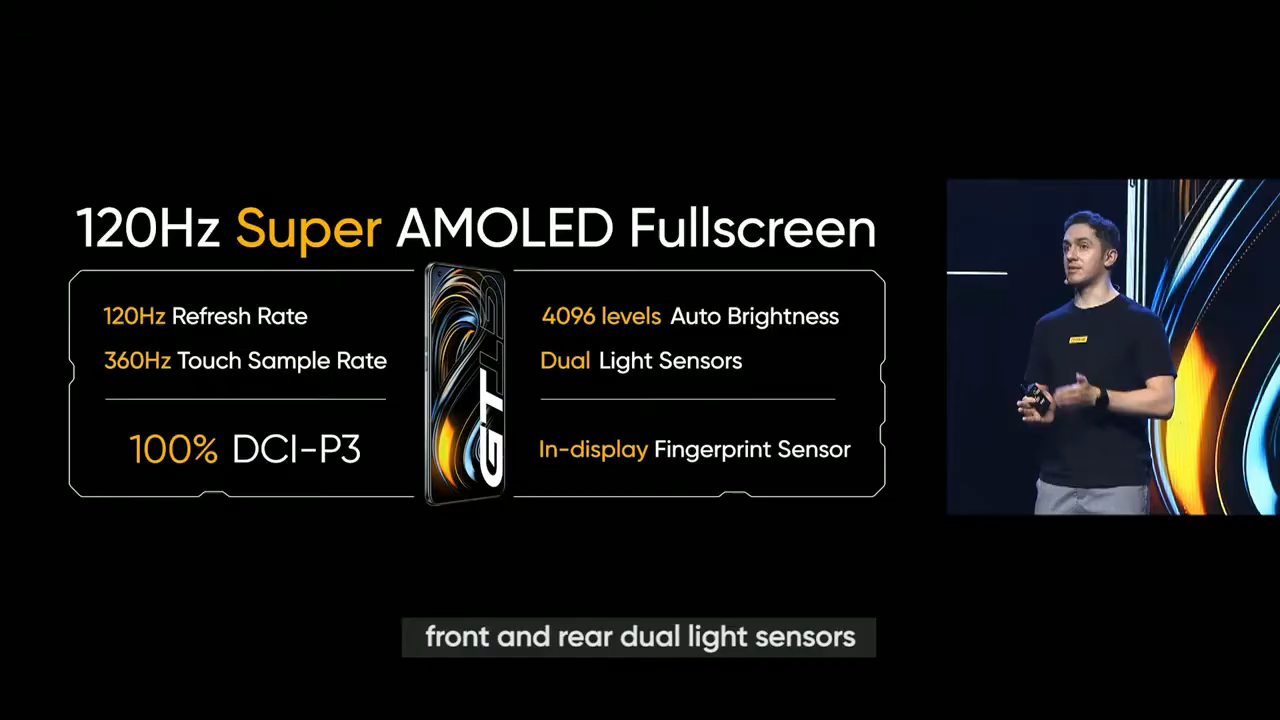 120Hz Super AMOLED Fullscreen
120Hz Refresh Rate
360Hz Touch Sample Rate
100% DCI-P3
GT
4096 levels Auto Brightness
Dual Light Sensors
In-display Fingerprint Sensor
front and rear dual light sensors